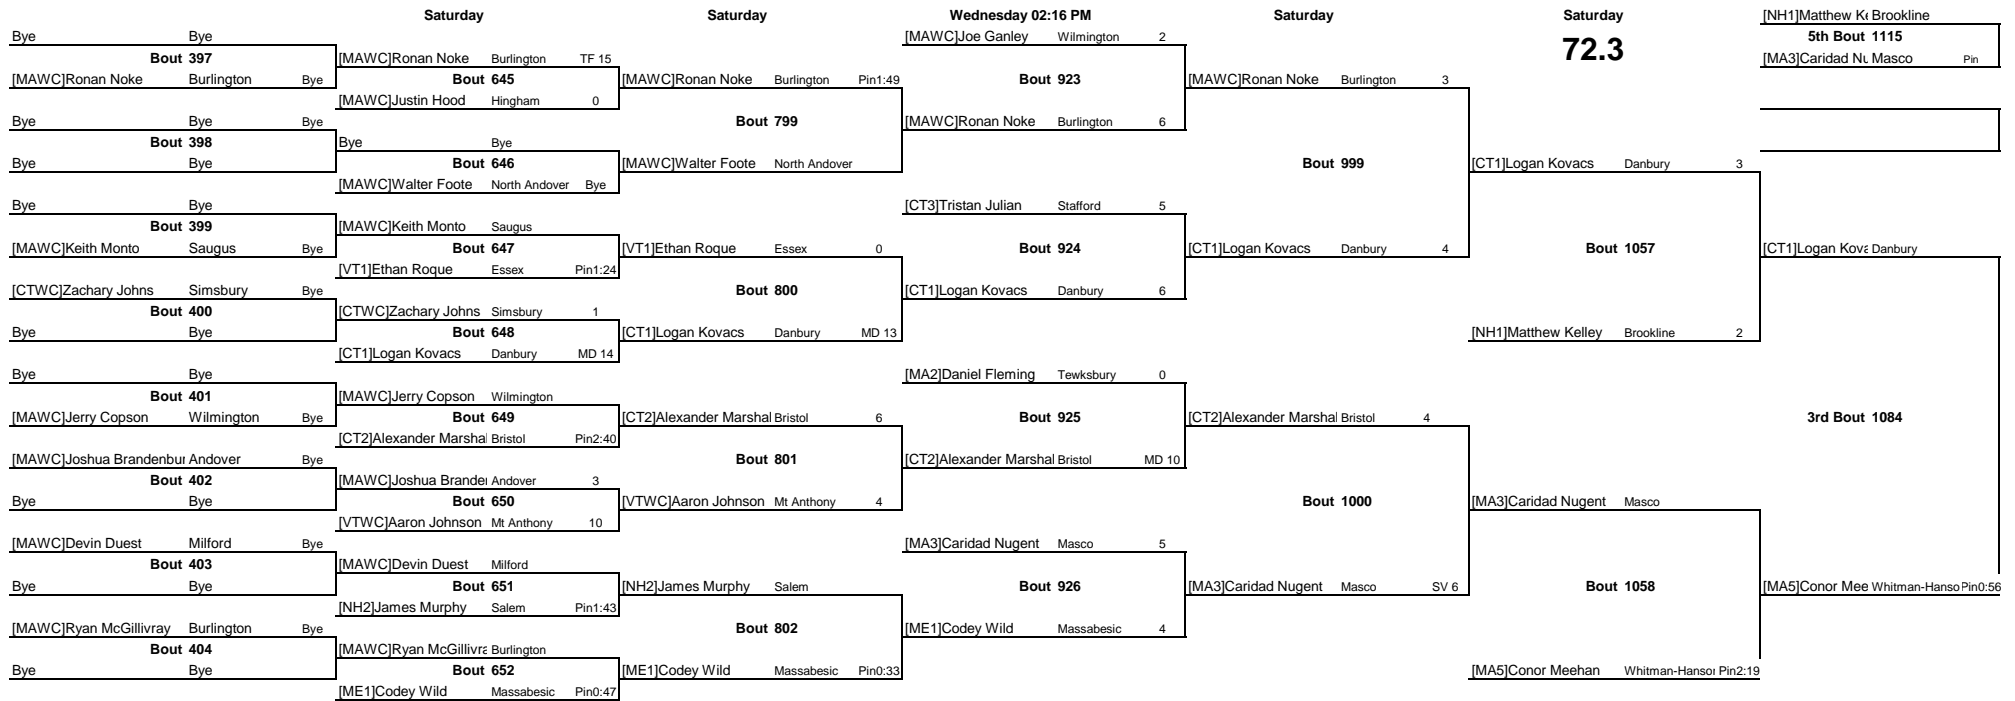 Saturday Saturday Wednesday 02:16 PM Saturday Saturday [NH1]Matthew Ke Brookline
Bye Bye [MAWC]Joe Ganley Wilmington 2 72.3 5th Bout 1115
Bout 397 [MAWC]Ronan Noke Burlington TF 15 [MA3]Caridad Nu Masco Pin
[MAWC]Ronan Noke Burlington Bye Bout 645 [MAWC]Ronan Noke Burlington Pin1:49 Bout 923 [MAWC]Ronan Noke Burlington 3
[MAWC]Justin Hood Hingham 0
Bye Bye Bye Bout 799 [MAWC]Ronan Noke Burlington 6
Bout 398 Bye Bye
Bye Bye Bout 646 [MAWC]Walter Foote North Andover Bout 999 [CT1]Logan Kovacs Danbury 3
[MAWC]Walter Foote North Andover Bye
Bye Bye [CT3]Tristan Julian Stafford 5
Bout 399 [MAWC]Keith Monto Saugus
[MAWC]Keith Monto Saugus Bye Bout 647 [VT1]Ethan Roque Essex 0 Bout 924 [CT1]Logan Kovacs Danbury 4 Bout 1057 [CT1]Logan Kova Danbury
[VT1]Ethan Roque Essex Pin1:24
[CTWC]Zachary Johns Simsbury Bye Bout 800 [CT1]Logan Kovacs Danbury 6
Bout 400 [CTWC]Zachary Johns Simsbury 1
Bye Bye Bout 648 [CT1]Logan Kovacs Danbury MD 13 [NH1]Matthew Kelley Brookline 2
[CT1]Logan Kovacs Danbury MD 14
Bye Bye [MA2]Daniel Fleming Tewksbury 0
Bout 401 [MAWC]Jerry Copson Wilmington
[MAWC]Jerry Copson Wilmington Bye Bout 649 [CT2]Alexander Marshal Bristol 6 Bout 925 [CT2]Alexander Marshal Bristol 4 3rd Bout 1084
[CT2]Alexander Marshal Bristol Pin2:40
[MAWC]Joshua Brandenbur Andover Bye Bout 801 [CT2]Alexander Marshal Bristol MD 10
Bout 402 [MAWC]Joshua Brander Andover 3
Bye Bye Bout 650 [VTWC]Aaron Johnson Mt Anthony 4 Bout 1000 [MA3]Caridad Nugent Masco
[VTWC]Aaron Johnson Mt Anthony 10
[MAWC]Devin Duest Milford Bye [MA3]Caridad Nugent Masco 5
Bout 403 [MAWC]Devin Duest Milford
Bye Bye Bout 651 [NH2]James Murphy Salem Bout 926 [MA3]Caridad Nugent Masco SV 6 Bout 1058 [MA5]Conor Mee Whitman-Hanso Pin0:56
[NH2]James Murphy Salem Pin1:43
[MAWC]Ryan McGillivray Burlington Bye Bout 802 [ME1]Codey Wild Massabesic 4
Bout 404 [MAWC]Ryan McGillivra Burlington
Bye Bye Bout 652 [ME1]Codey Wild Massabesic Pin0:33 [MA5]Conor Meehan Whitman-Hanson Pin2:19
[ME1]Codey Wild Massabesic Pin0:47